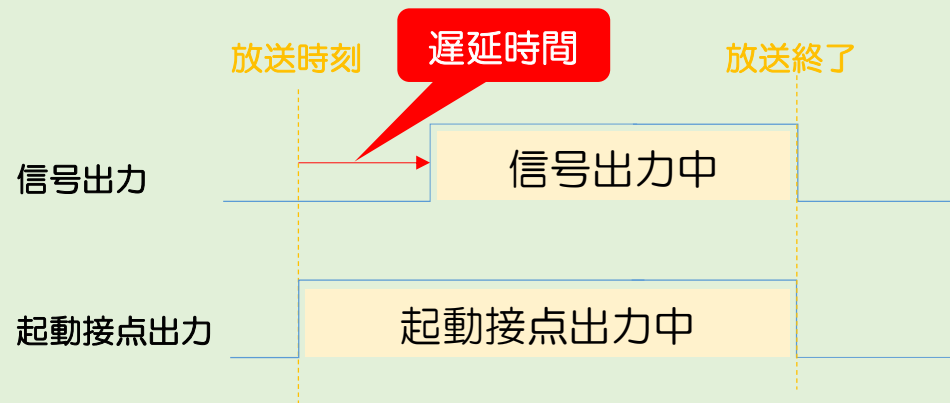 遅延時間
放送時刻
放送終了
信号出力
信号出力中
起動接点出力
起動接点出力中